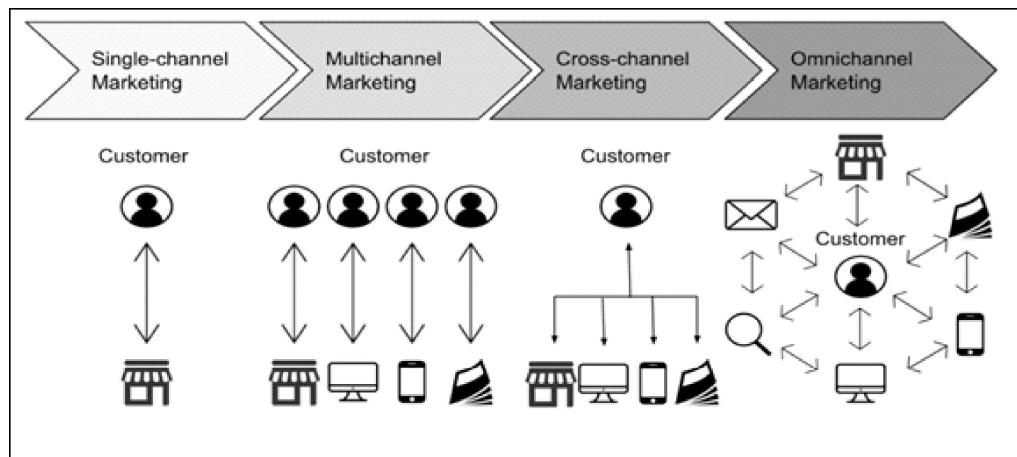 Single-channel
Marketing
Multichannel
Marketing
Cross-channel
Marketing
Omnichannel
Marketing
Customer
Customer
Customer
Customer